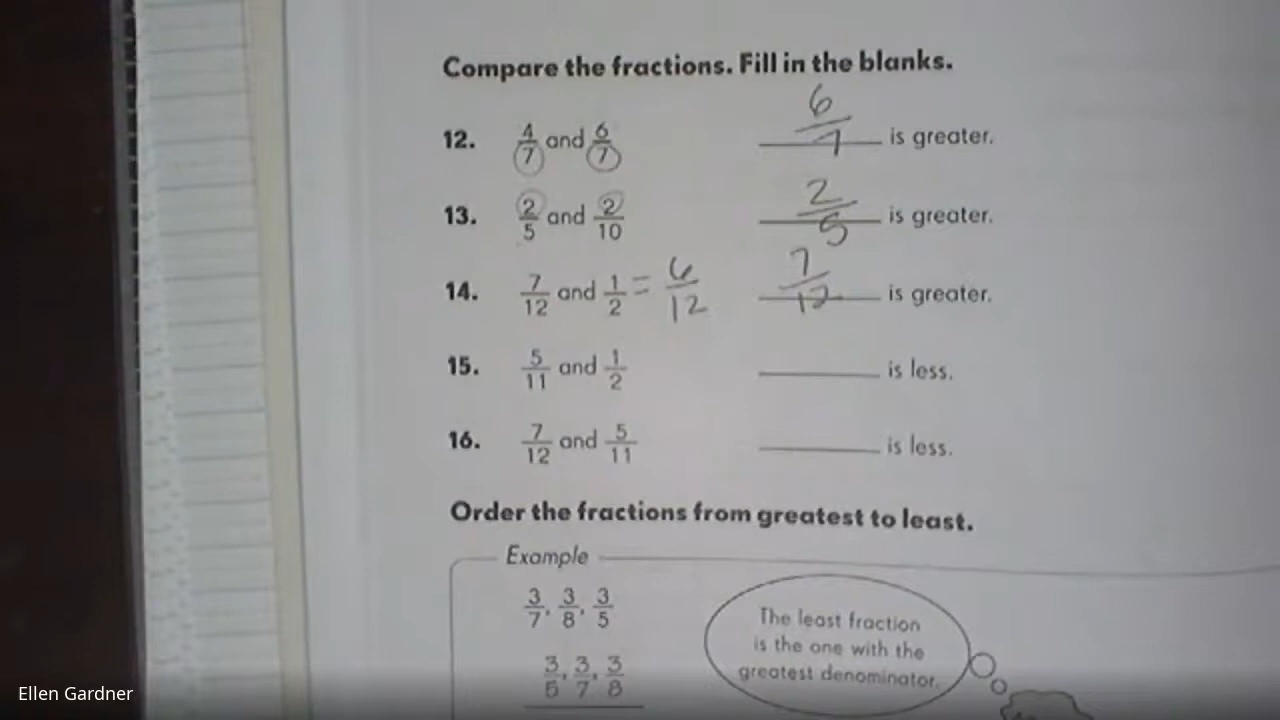 Compare the fractions. Fill in the blanks.
12. 4/7 and 6/7 6/7 is greater.
13. 2/5 and 2/10 2/5 is greater.
14. 7/12 and 1/2 = 6/12 7/12 is greater.
15. 5/11 and 1/2 ______ is less.
16. 7/12 and 5/11 ______ is less.
Order the fractions from greatest to least.
Example
3/7, 3/8, 3/5
3/5, 3/7, 3/8
The least fraction
is the one with the
greatest denominator.
Ellen Gardner